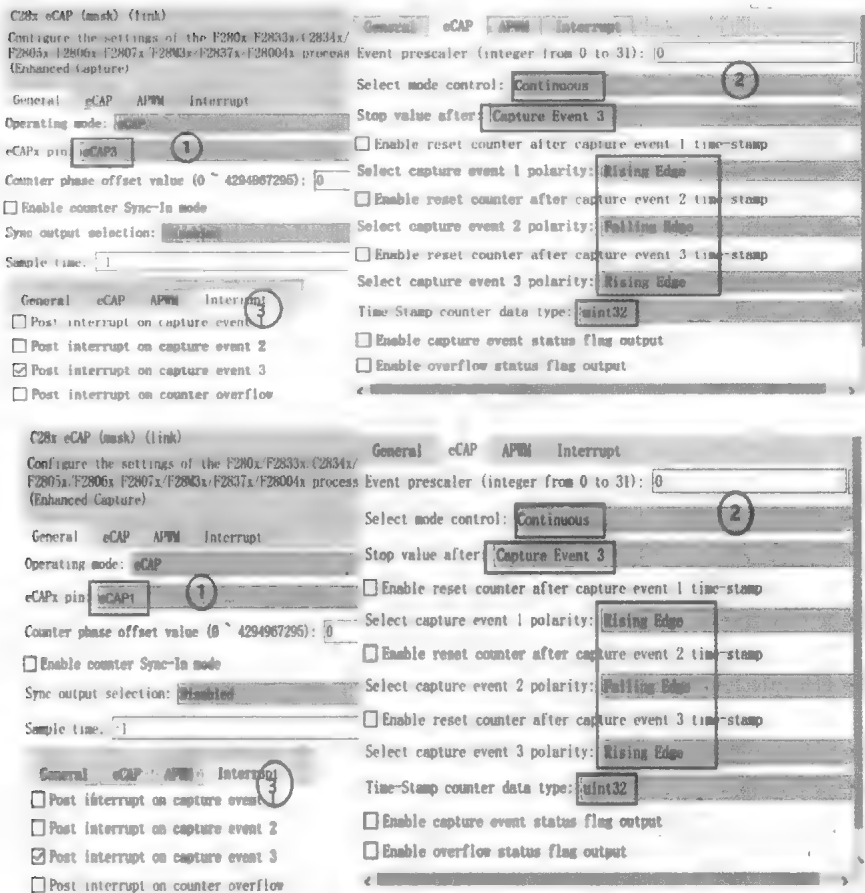 C28x eCAP (mask) (link)
Configure the settings of the F280x/F2833x/C2834x/
F2805x/F2806x/F2807x/F28M3x/F2837x/F28004x process
(Enhanced Capture)
General eCAP APWM Interrupt
Operating mode: eCAP
eCAPx pin: eCAP3
1
Counter phase offset value (0 ~ 4294967295): 0
Enable counter Sync-In mode
Sync output selection: Disabled
Sample time: -1
General eCAP APWM Interrupt
3
Post interrupt on capture event 1
Post interrupt on capture event 2
Post interrupt on capture event 3
Post interrupt on counter overflow
General eCAP APWM Interrupt
Event prescaler (integer from 0 to 31): 0
Select mode control: Continuous
2
Stop value after: Capture Event 3
Enable reset counter after capture event 1 time-stamp
Select capture event 1 polarity: Rising Edge
Enable reset counter after capture event 2 time-stamp
Select capture event 2 polarity: Falling Edge
Enable reset counter after capture event 3 time-stamp
Select capture event 3 polarity: Rising Edge
Time Stamp counter data type: uint32
Enable capture event status flag output
Enable overflow status flag output
C28x eCAP (mask) (link)
Configure the settings of the F280x/F2833x/C2834x/
F2805x/F2806x/F2807x/F28M3x/F2837x/F28004x process
(Enhanced Capture)
General eCAP APWM Interrupt
Operating mode: eCAP
eCAPx pin: eCAP1
1
Counter phase offset value (0 ~ 4294967295): 0
Enable counter Sync-In mode
Sync output selection: Disabled
Sample time: -1
General eCAP APWM Interrupt
3
Post interrupt on capture event 1
Post interrupt on capture event 2
Post interrupt on capture event 3
Post interrupt on counter overflow
General eCAP APWM Interrupt
Event prescaler (integer from 0 to 31): 0
Select mode control: Continuous
2
Stop value after: Capture Event 3
Enable reset counter after capture event 1 time-stamp
Select capture event 1 polarity: Rising Edge
Enable reset counter after capture event 2 time-stamp
Select capture event 2 polarity: Falling Edge
Enable reset counter after capture event 3 time-stamp
Select capture event 3 polarity: Rising Edge
Time-Stamp counter data type: uint32
Enable capture event status flag output
Enable overflow status flag output